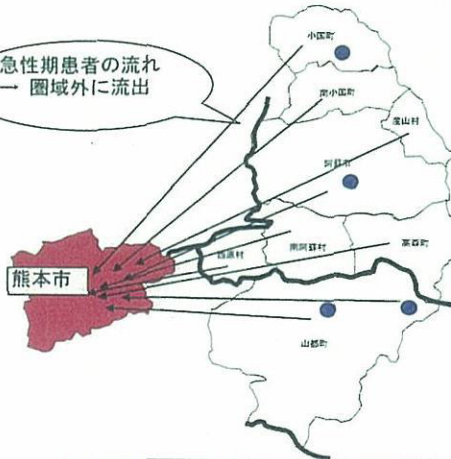 急性期患者の流れ
→ 圏域外に流出
小国町
南小国町
産山村
阿蘇市
西原村
南阿蘇村
高森町
熊本市
山都町